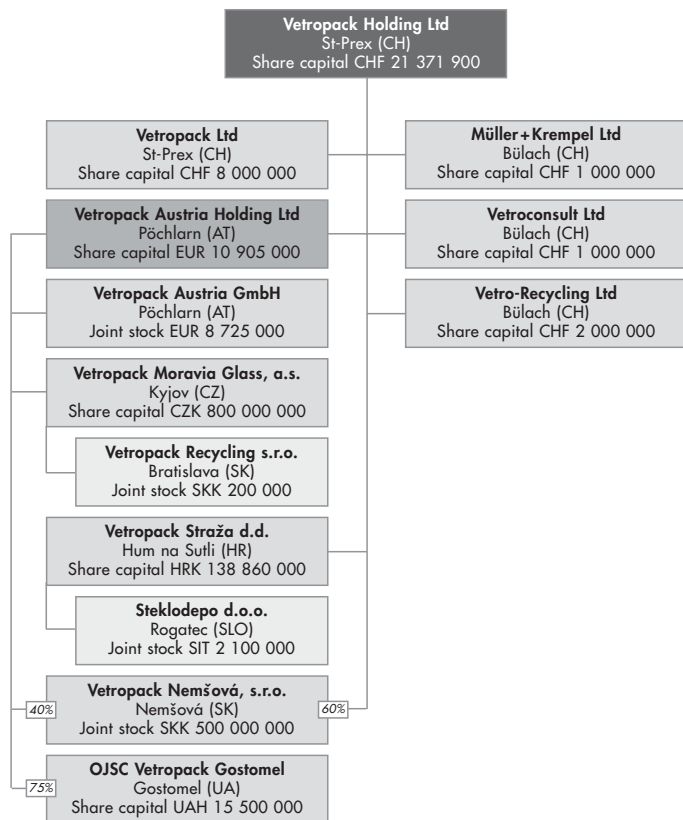 Vetropack Holding Ltd
St-Prex (CH)
Share capital CHF 21 371 900
Vetropack Ltd
St-Prex (CH)
Share capital CHF 8 000 000
Müller+Krempel Ltd
Bülach (CH)
Share capital CHF 1 000 000
Vetropack Austria Holding Ltd
Pöchlarn (AT)
Share capital EUR 10 905 000
Vetroconsult Ltd
Bülach (CH)
Share capital CHF 1 000 000
Vetropack Austria GmbH
Pöchlarn (AT)
Joint stock EUR 8 725 000
Vetro-Recycling Ltd
Bülach (CH)
Share capital CHF 2 000 000
Vetropack Moravia Glass, a.s.
Kyjov (CZ)
Share capital CZK 800 000 000
Vetropack Recycling s.r.o.
Bratislava (SK)
Joint stock SKK 200 000
Vetropack Straža d.d.
Hum na Sutli (HR)
Share capital HRK 138 860 000
Steklodepo d.o.o.
Rogatec (SLO)
Joint stock SIT 2 100 000
Vetropack Nemšová, s.r.o.
40% Nemšová (SK) 60%
Joint stock SKK 500 000 000
OJSC Vetropack Gostomel
75% Gostomel (UA)
Share capital UAH 15 500 000